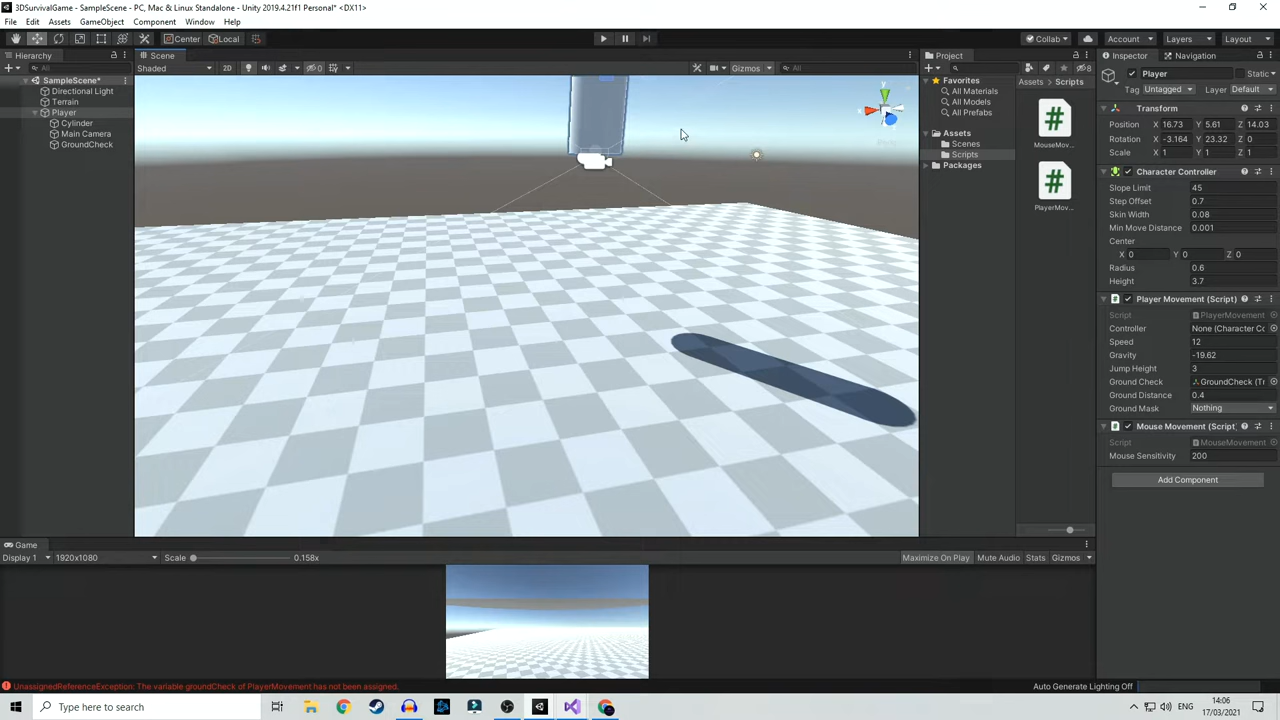 3DSurvivalGame - SampleScene - PC, Mac & Linux Standalone - Unity 2019.4.21f1 Personal* <DX11>
File Edit Assets GameObject Component Window Help
Center Local Collab Account Layers Layout
Hierarchy
All
SampleScene*
Directional Light
Terrain
Player
Cylinder
Main Camera
GroundCheck
Scene
Shaded 2D 0 Gizmos All
y
Project
8
Favorites
All Materials
All Models
All Prefabs
Assets
Scenes
Scripts
Packages
Assets Scripts
MouseMov...
PlayerMov...
Inspector Navigation
Player Static
Tag Untagged Layer Default
Transform
Position X 16.73 Y 5.61 Z 14.03
Rotation X -3.164 Y 23.32 Z 0
Scale X 1 Y 1 Z 1
Character Controller
Slope Limit 45
Step Offset 0.7
Skin Width 0.08
Min Move Distance 0.001
Center
X 0 Y 0 Z 0
Radius 0.6
Height 3.7
Player Movement (Script)
Script PlayerMovement
Controller None (Character Cc
Speed 12
Gravity -19.62
Jump Height 3
Ground Check GroundCheck (Tr
Ground Distance 0.4
Ground Mask Nothing
Mouse Movement (Script)
Script MouseMovement
Mouse Sensitivity 200
Add Component
Game
Display 1 1920x1080 Scale 0.158x Maximize On Play Mute Audio Stats Gizmos
UnassignedReferenceException: The variable groundCheck of PlayerMovement has not been assigned.
Auto Generate Lighting Off
Type here to search
ENG
14:06
17/03/2021